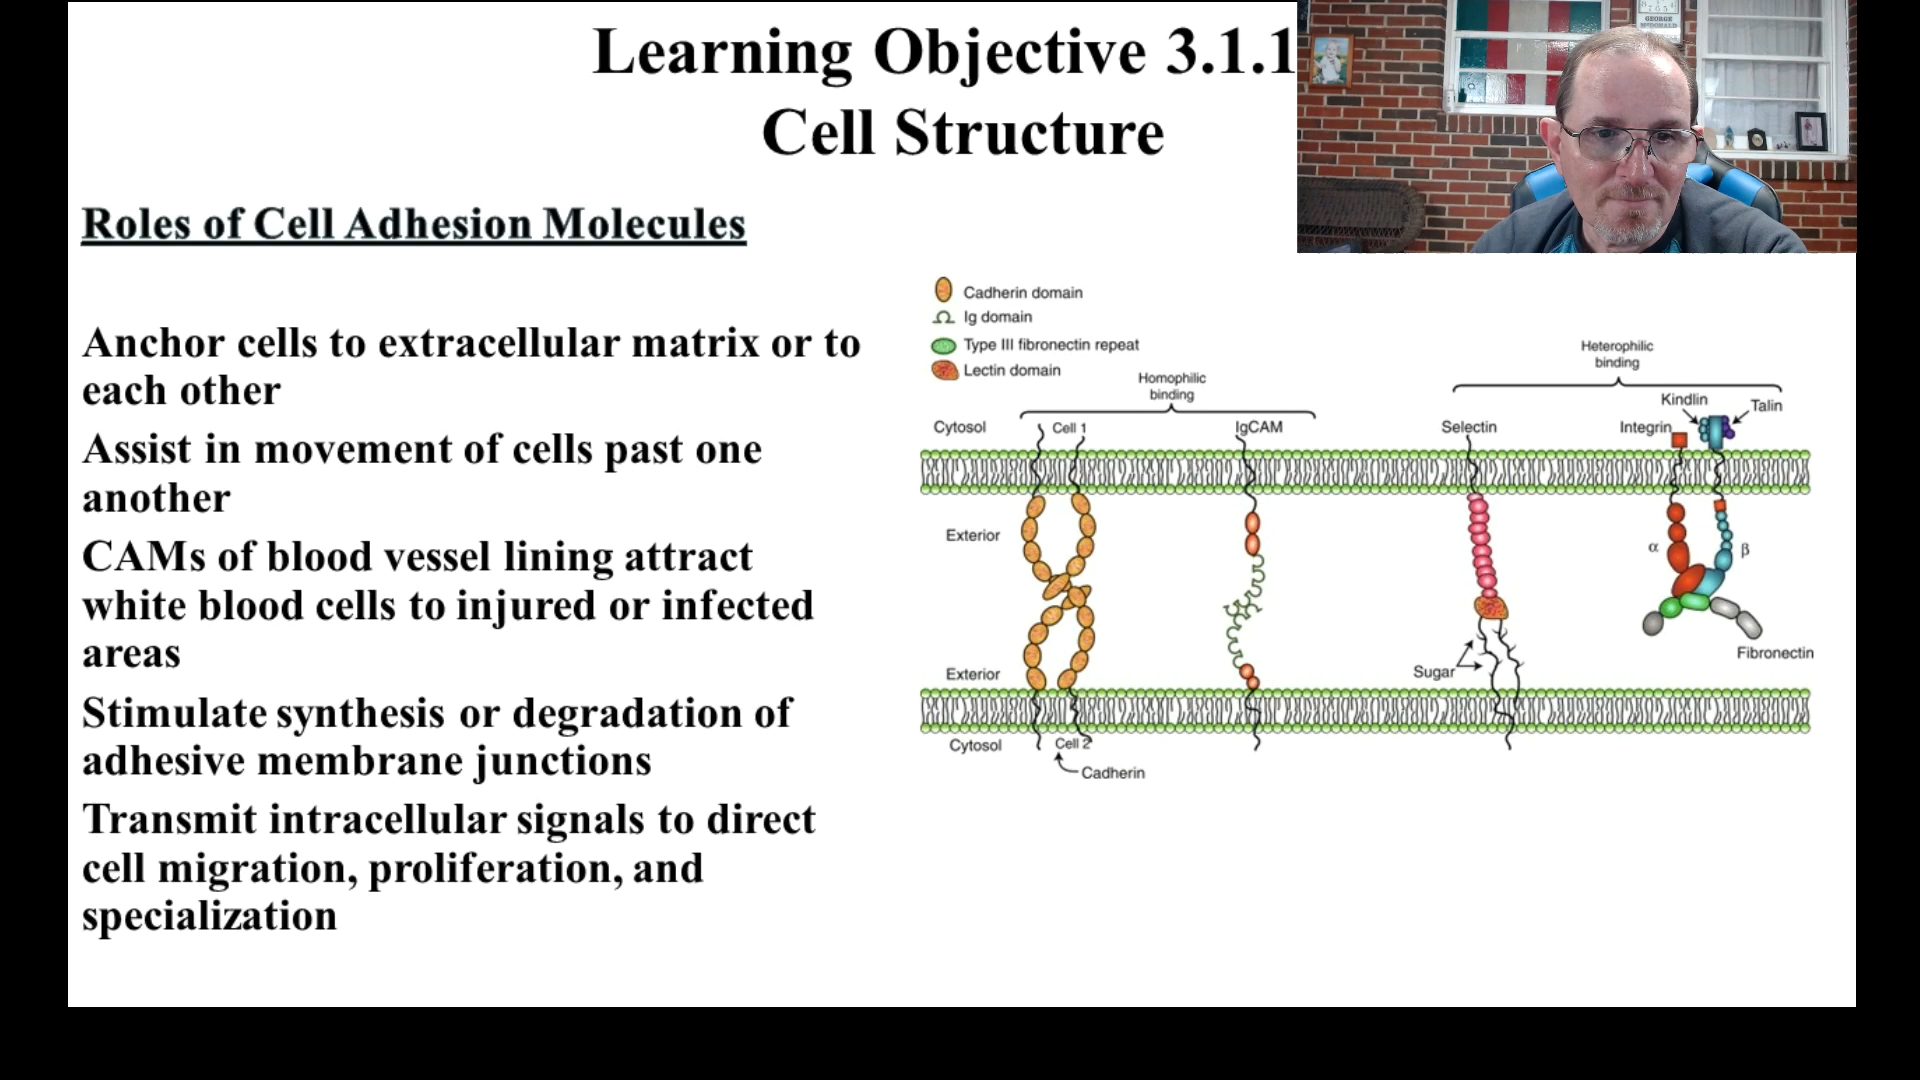 Learning Objective 3.1.1
Cell Structure
GEORGE
McDONALD
Roles of Cell Adhesion Molecules
Anchor cells to extracellular matrix or to
each other
Assist in movement of cells past one
another
CAMs of blood vessel lining attract
white blood cells to injured or infected
areas
Stimulate synthesis or degradation of
adhesive membrane junctions
Transmit intracellular signals to direct
cell migration, proliferation, and
specialization
Cadherin domain
Ig domain
Type III fibronectin repeat
Lectin domain
Homophilic
binding
Heterophilic
binding
Cytosol
Cell 1
IgCAM
Selectin
Integrin
Kindlin
Talin
Exterior
α
β
Sugar
Fibronectin
Exterior
Cytosol
Cell 2
Cadherin